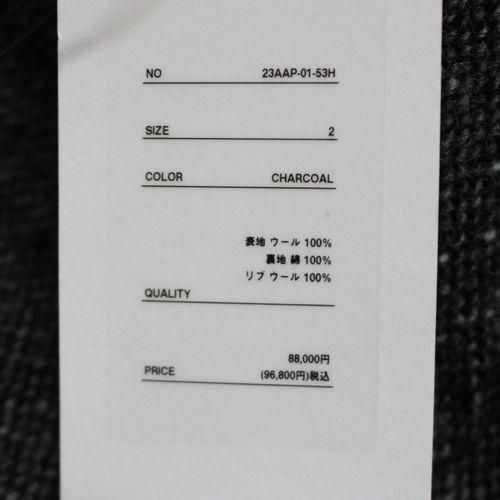 NO 23AAP-01-53H
SIZE 2
COLOR CHARCOAL
表地 ウール 100%
裏地 綿 100%
リブ ウール 100%
QUALITY
88,000円
PRICE (96,800円)税込